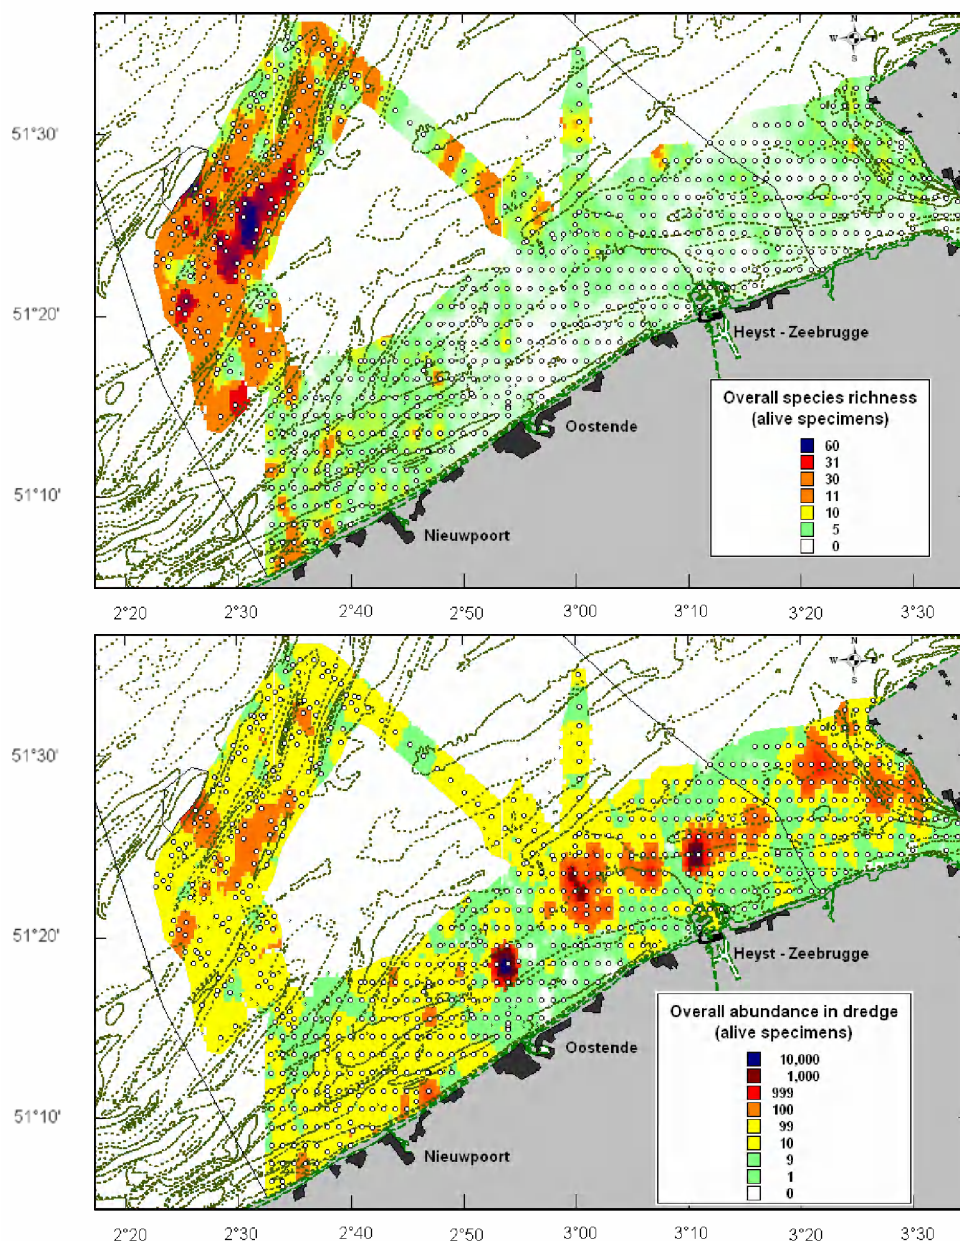 N
W E
S
51°30'
51°20'
51°10'
Heyst - Zeebrugge
Oostende
Nieuwpoort
Overall species richness
(alive specimens)
60
31
30
11
10
5
0
2°20 2°30 2°40 2°50 3°00 3°10 3°20 3°30
N
W E
S
51°30'
51°20'
51°10'
Heyst - Zeebrugge
Oostende
Nieuwpoort
Overall abundance in dredge
(alive specimens)
10,000
1,000
999
100
99
10
9
1
0
2°20 2°30 2°40 2°50 3°00 3°10 3°20 3°30